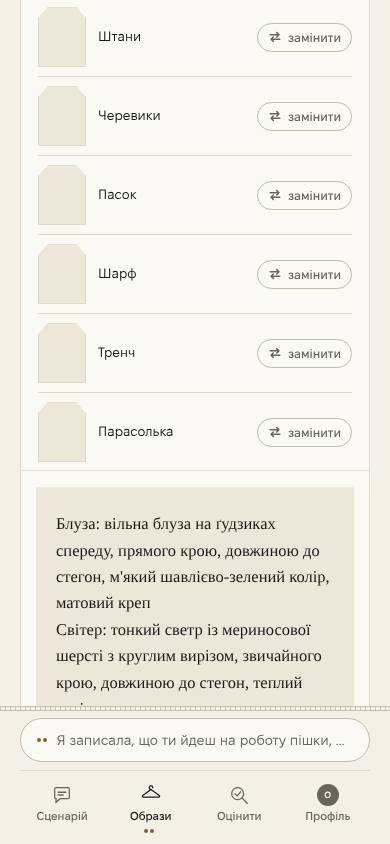 Штани
замінити
Черевики
замінити
Пасок
замінити
Шарф
замінити
Тренч
замінити
Парасолька
замінити
Блуза: вільна блуза на ґудзиках
спереду, прямого крою, довжиною до
стегон, м'який шавлієво-зелений колір,
матовий креп
Світер: тонкий светр із мериносової
шерсті з круглим вирізом, звичайного
крою, довжиною до стегон, теплий
Я записала, що ти йдеш на роботу пішки, ...
Сценарій
Образи
Оцінити
О
Профіль